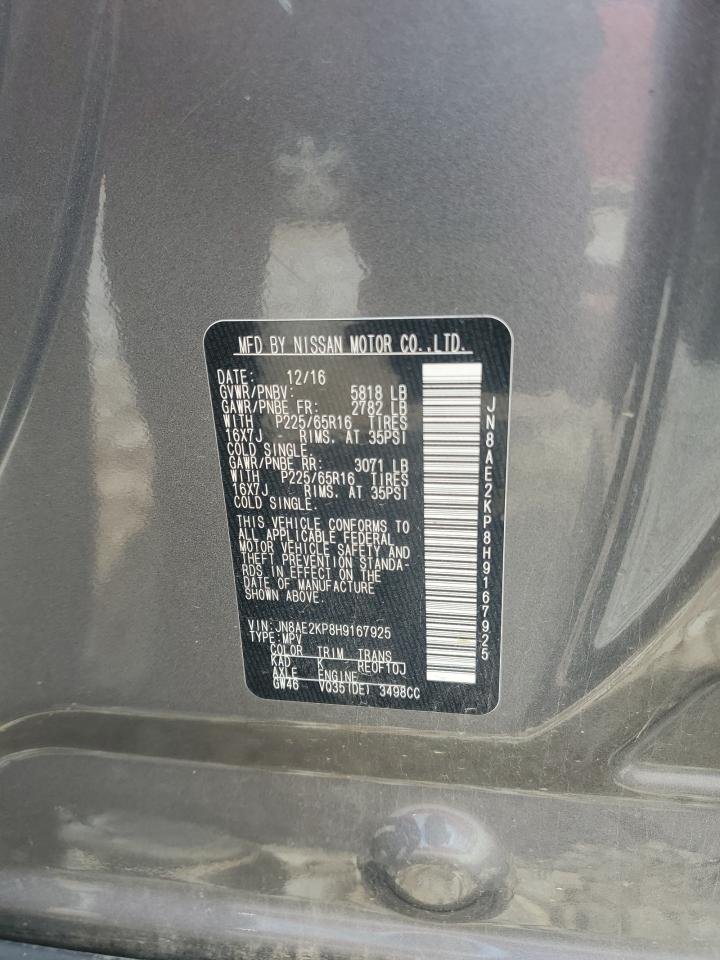 MFD BY NISSAN MOTOR CO.,LTD.
DATE: 12/16
GVWR/PNBV: 5818 LB
GAWR/PNBE FR: 2782 LB
WITH P225/65R16 TIRES
16X7J - RIMS. AT 35PSI
COLD SINGLE.
GAWR/PNBE RR: 3071 LB
WITH P225/65R16 TIRES
16X7J - RIMS. AT 35PSI
COLD SINGLE.
THIS VEHICLE CONFORMS TO
ALL APPLICABLE FEDERAL
MOTOR VEHICLE SAFETY AND
THEFT PREVENTION STANDA-
RDS IN EFFECT ON THE
DATE OF MANUFACTURE
SHOWN ABOVE.
VIN:JN8AE2KP8H9167925
TYPE:MPV
COLOR TRIM TRANS
KAD K RE0F10J
AXLE ENGINE
GW46 VQ35(DE) 3498CC
JN8AE2KP8H9167925